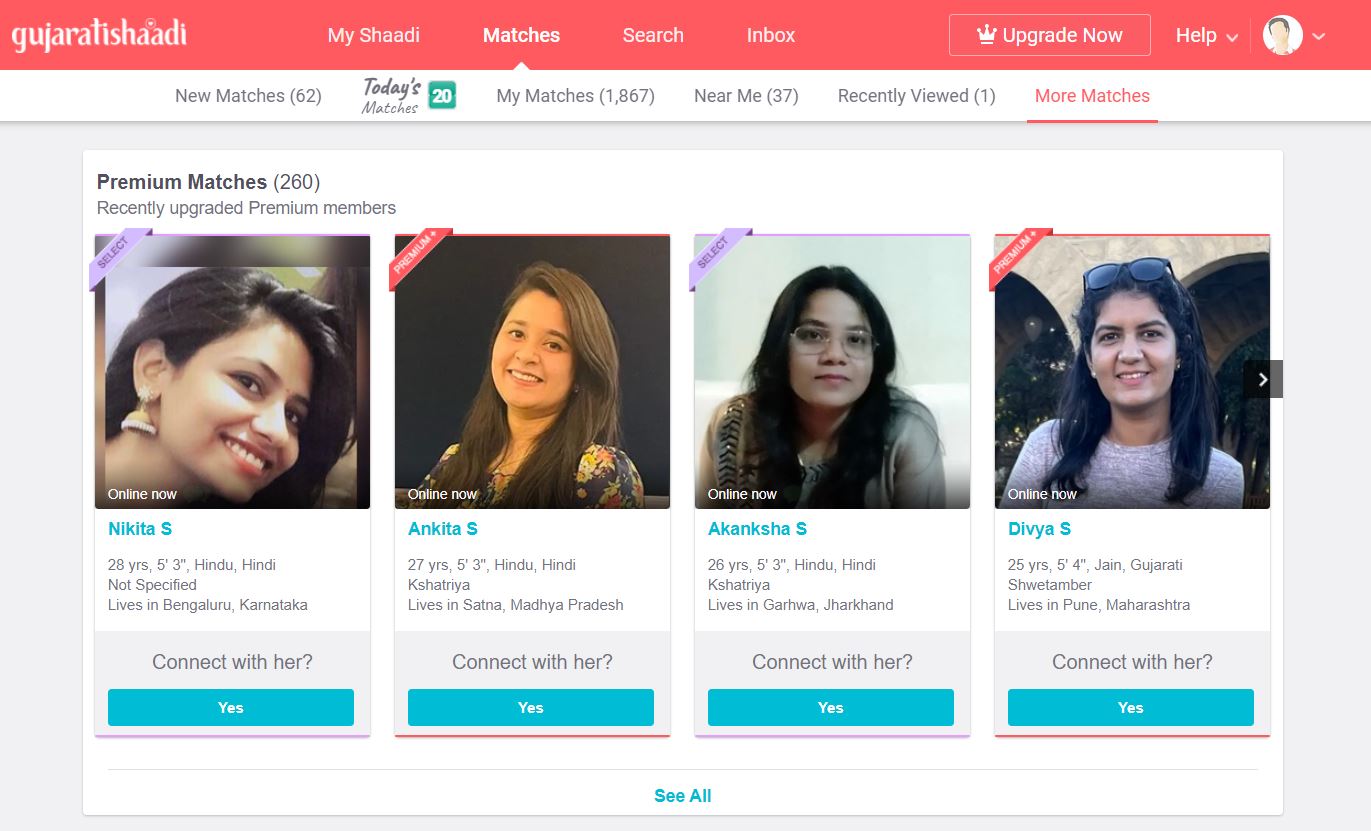 gujaratishaadi
My Shaadi
Matches
Search
Inbox
Upgrade Now
Help
New Matches (62)
Today's
Matches
20
My Matches (1,867)
Near Me (37)
Recently Viewed (1)
More Matches
Premium Matches (260)
Recently upgraded Premium members
SELECT
Online now
Nikita S
28 yrs, 5' 3", Hindu, Hindi
Not Specified
Lives in Bengaluru, Karnataka
Connect with her?
Yes
PREMIUM+
Online now
Ankita S
27 yrs, 5' 3", Hindu, Hindi
Kshatriya
Lives in Satna, Madhya Pradesh
Connect with her?
Yes
SELECT
Online now
Akanksha S
26 yrs, 5' 3", Hindu, Hindi
Kshatriya
Lives in Garhwa, Jharkhand
Connect with her?
Yes
PREMIUM+
Online now
Divya S
25 yrs, 5' 4", Jain, Gujarati
Shwetamber
Lives in Pune, Maharashtra
Connect with her?
Yes
See All